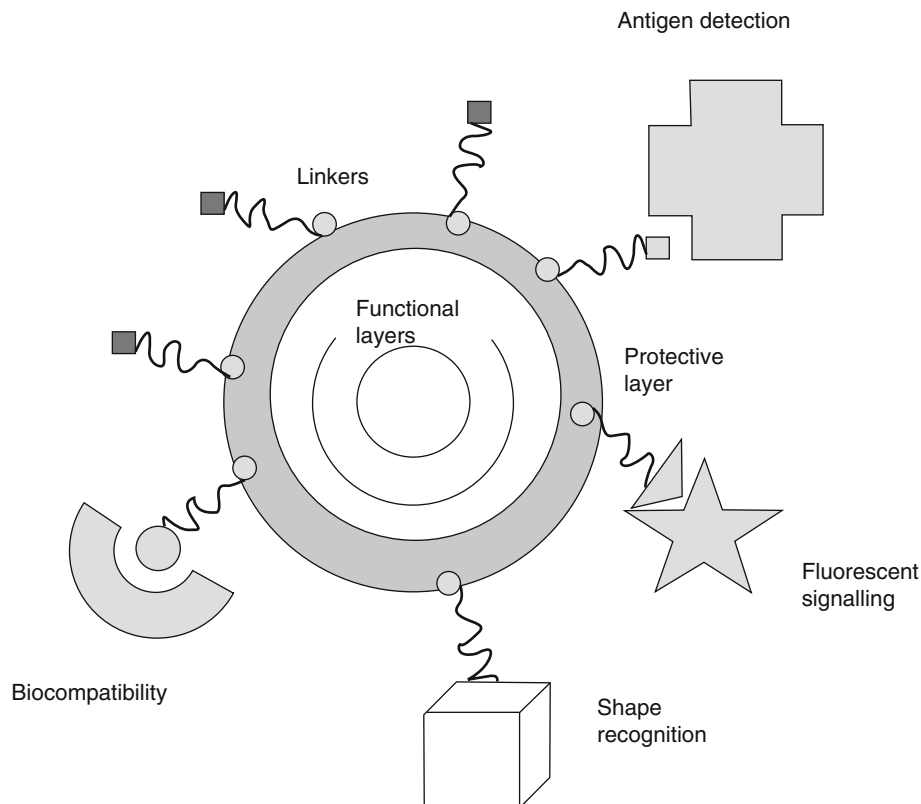 Antigen detection
Linkers
Functional
layers
Protective
layer
Fluorescent
signalling
Biocompatibility
Shape
recognition